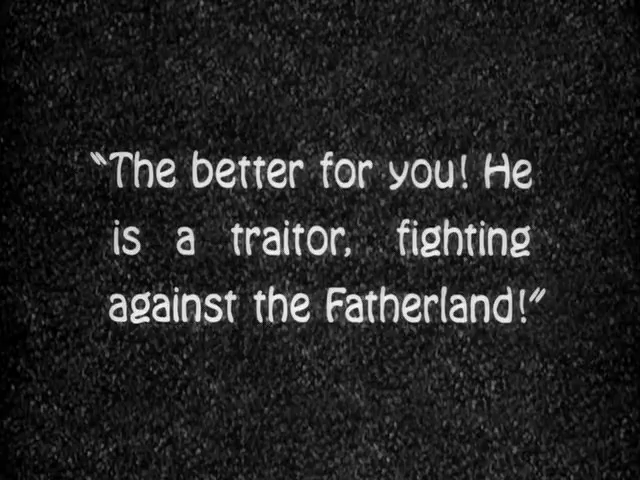 “The better for you! He
is a traitor, fighting
against the Fatherland!”